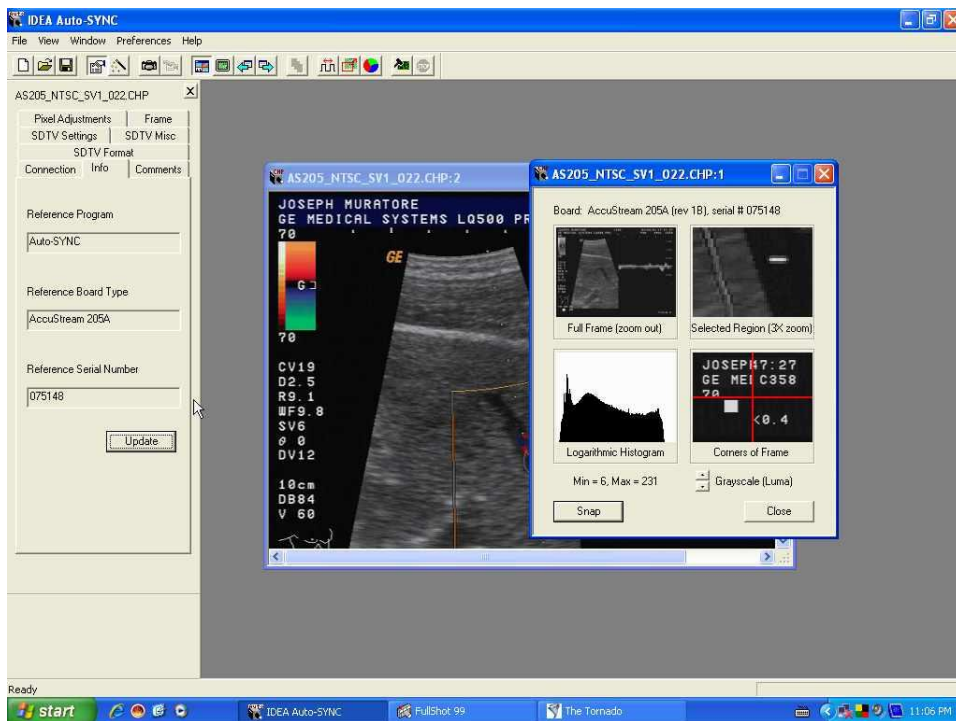 IDEA Auto-SYNC
File View Window Preferences Help
AS205_NTSC_SV1_022.CHP
Pixel Adjustments Frame
SDTV Settings SDTV Misc
SDTV Format
Connection Info Comments
Reference Program
Auto-SYNC
Reference Board Type
AccuStream 205A
Reference Serial Number
075148
Update
AS205_NTSC_SV1_022.CHP:2
JOSEPH MURATORE
GE MEDICAL SYSTEMS LQ500 PR
70
GE
G
70
CV19
D2.5
R9.1
WF9.8
SV6
θ 0
DV12
10cm
DB84
V 60
AS205_NTSC_SV1_022.CHP:1
Board: AccuStream 205A (rev 1B), serial # 075148
Full Frame (zoom out)
Selected Region (3X zoom)
JOSEPH7:27
GE MEDC358
70
<0.4
Logarithmic Histogram
Corners of Frame
Min = 6, Max = 231
Grayscale (Luma)
Snap
Close
Ready
start
IDEA Auto-SYNC
FullShot 99
The Tornado
11:06 PM